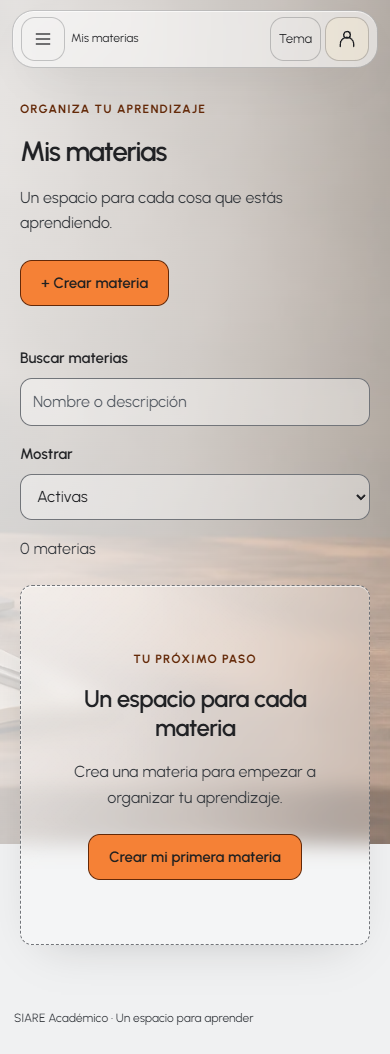 Mis materias
Tema
ORGANIZA TU APRENDIZAJE
Mis materias
Un espacio para cada cosa que estás
aprendiendo.
+ Crear materia
Buscar materias
Nombre o descripción
Mostrar
Activas
0 materias
TU PRÓXIMO PASO
Un espacio para cada
materia
Crea una materia para empezar a
organizar tu aprendizaje.
Crear mi primera materia
SIARE Académico · Un espacio para aprender